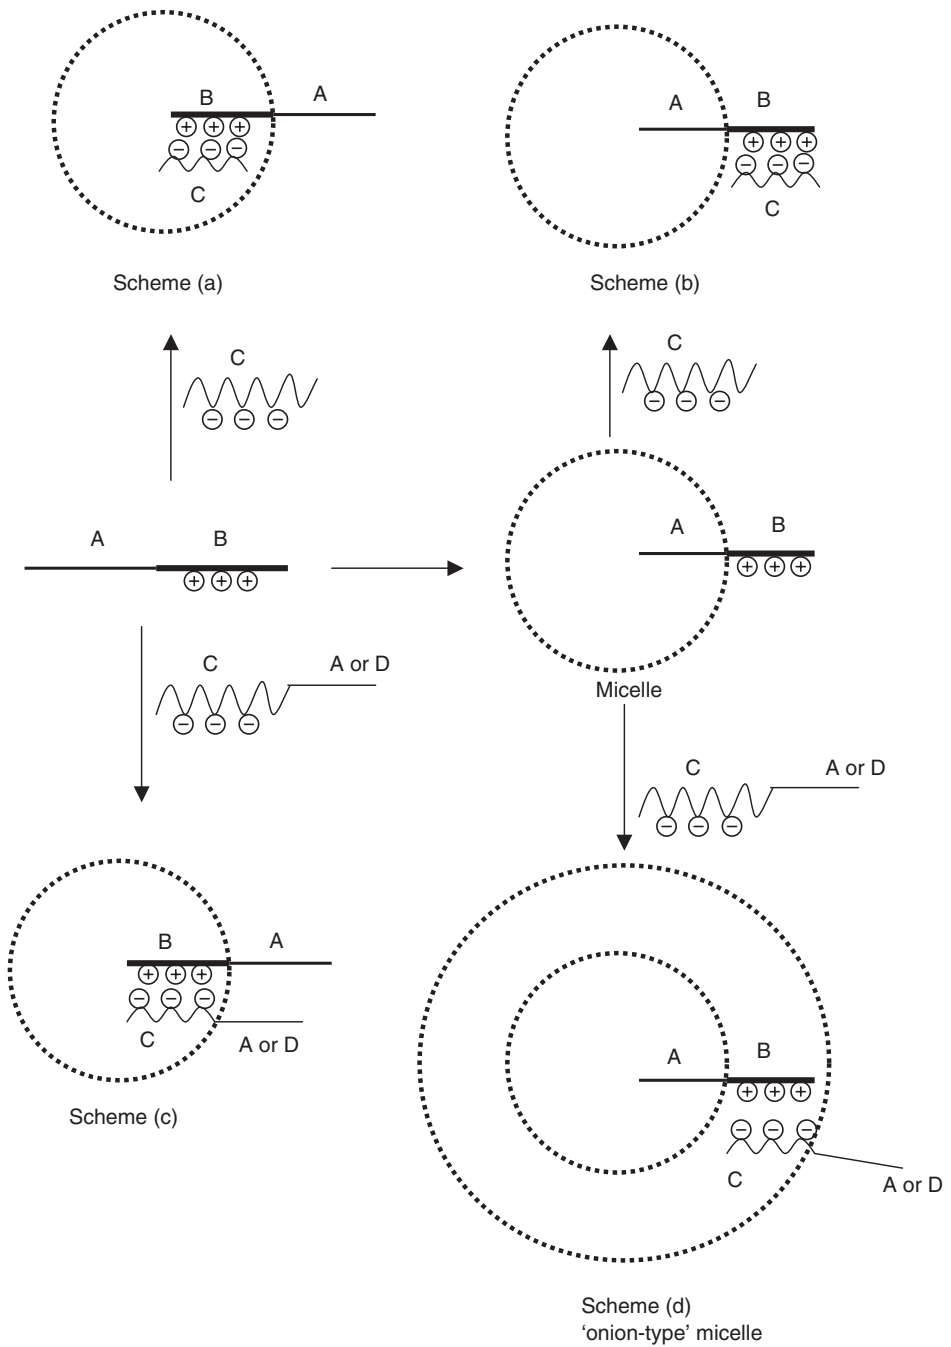 B
A
+ + +
− − −
C
Scheme (a)
A
B
+ + +
− − −
C
Scheme (b)
C
− − −
C
− − −
A
B
+ + +
A
B
+ + +
Micelle
C
A or D
− − −
C
A or D
− − −
B
A
+ + +
− − −
C
A or D
Scheme (c)
A
B
+ + +
− − −
C
A or D
Scheme (d)
‘onion-type’ micelle